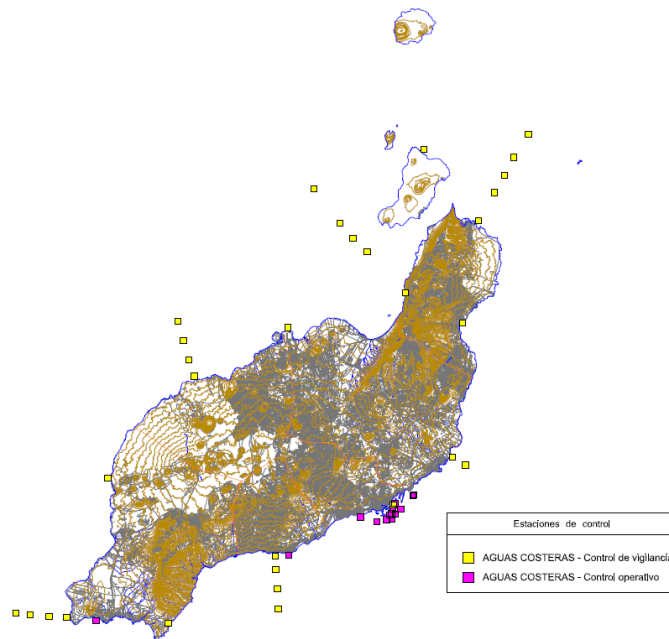 Estaciones de control
AGUAS COSTERAS - Control de vigilancia
AGUAS COSTERAS - Control operativo